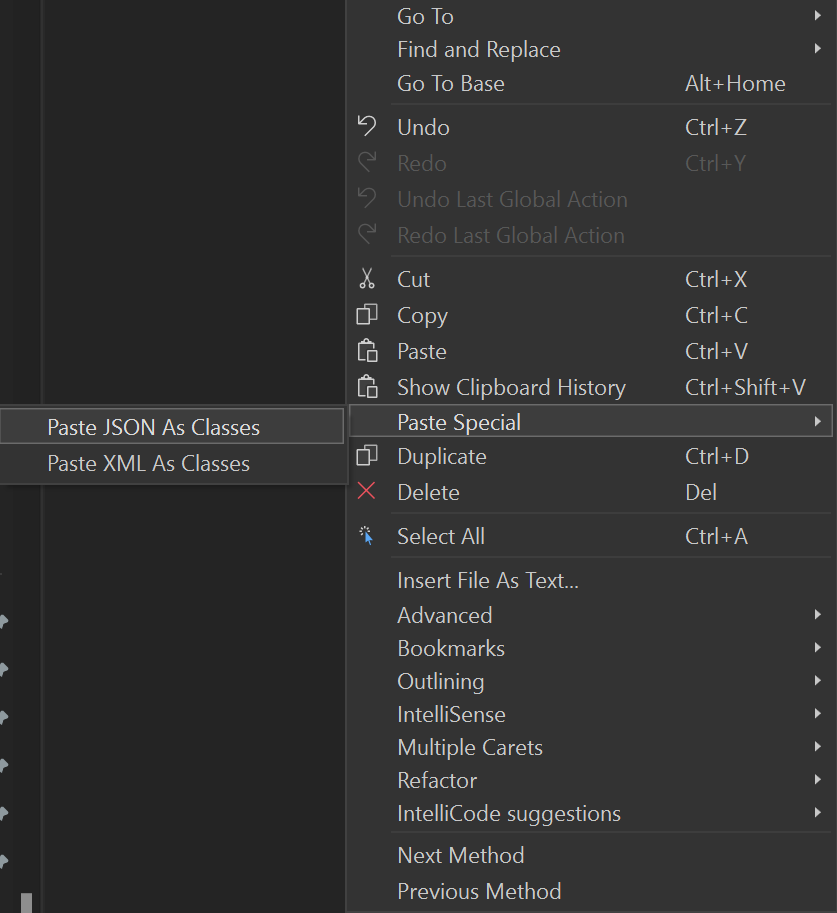 Go To
Find and Replace
Go To Base Alt+Home
Undo Ctrl+Z
Redo Ctrl+Y
Undo Last Global Action
Redo Last Global Action
Cut Ctrl+X
Copy Ctrl+C
Paste Ctrl+V
Show Clipboard History Ctrl+Shift+V
Paste Special
Paste JSON As Classes
Paste XML As Classes
Duplicate Ctrl+D
Delete Del
Select All Ctrl+A
Insert File As Text...
Advanced
Bookmarks
Outlining
IntelliSense
Multiple Carets
Refactor
IntelliCode suggestions
Next Method
Previous Method